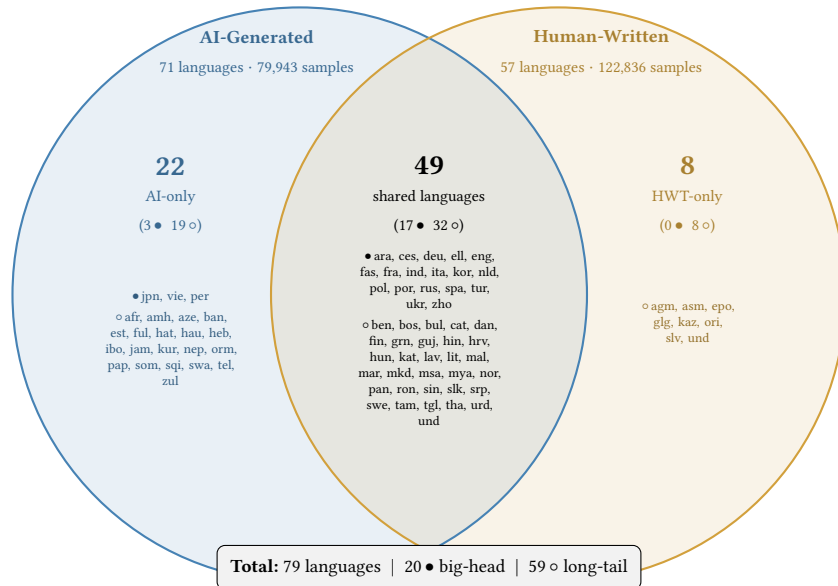 AI-Generated
71 languages · 79,943 samples
Human-Written
57 languages · 122,836 samples
22
AI-only
(3 ● 19 ○)
● jpn, vie, per
○ afr, amh, aze, ban,
est, ful, hat, hau, heb,
ibo, jam, kur, nep, orm,
pap, som, sqi, swa, tel,
zul
49
shared languages
(17 ● 32 ○)
● ara, ces, deu, ell, eng,
fas, fra, ind, ita, kor, nld,
pol, por, rus, spa, tur,
ukr, zho
○ ben, bos, bul, cat, dan,
fin, grn, guj, hin, hrv,
hun, kat, lav, lit, mal,
mar, mkd, msa, mya, nor,
pan, ron, sin, slk, srp,
swe, tam, tgl, tha, urd,
und
8
HWT-only
(0 ● 8 ○)
○ agm, asm, epo,
glg, kaz, ori,
slv, und
Total: 79 languages | 20 ● big-head | 59 ○ long-tail